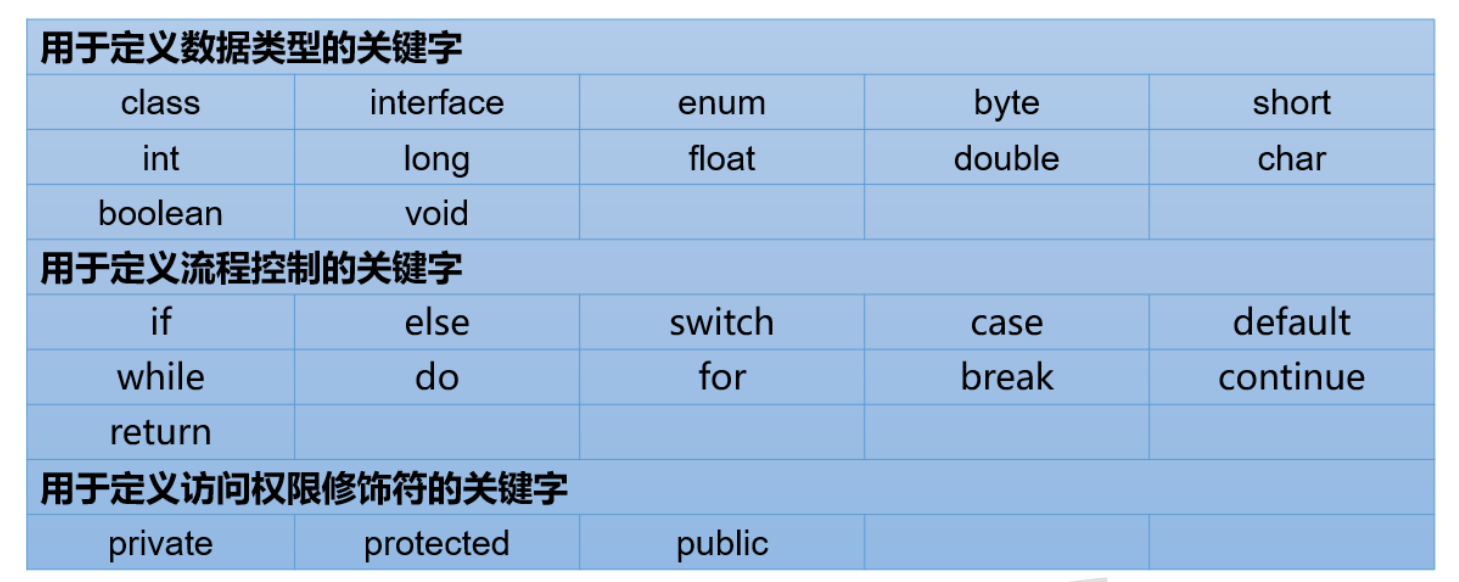 用于定义数据类型的关键字
class interface enum byte short
int long float double char
boolean void
用于定义流程控制的关键字
if else switch case default
while do for break continue
return
用于定义访问权限修饰符的关键字
private protected public